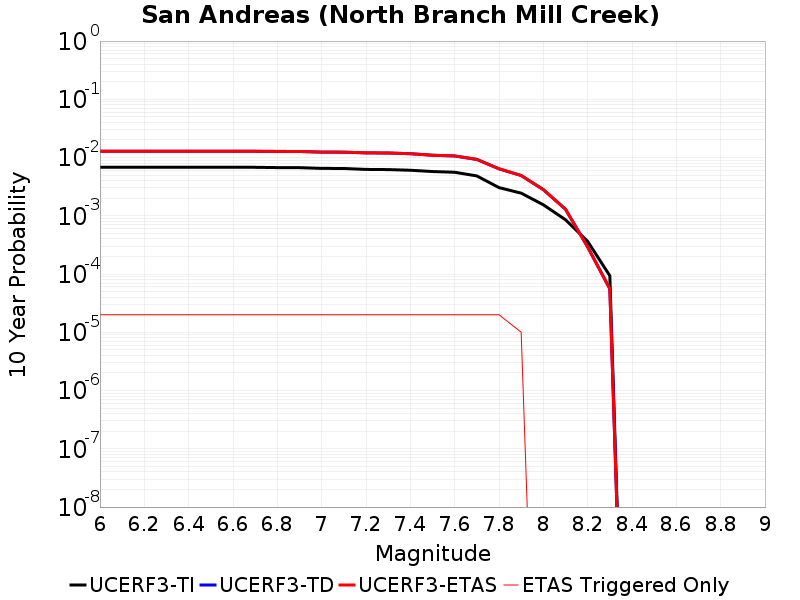 San Andreas (North Branch Mill Creek)
10 Year Probability
10^0
10^-1
10^-2
10^-3
10^-4
10^-5
10^-6
10^-7
10^-8
6 6.2 6.4 6.6 6.8 7 7.2 7.4 7.6 7.8 8 8.2 8.4 8.6 8.8 9
Magnitude
UCERF3-TI UCERF3-TD UCERF3-ETAS ETAS Triggered Only